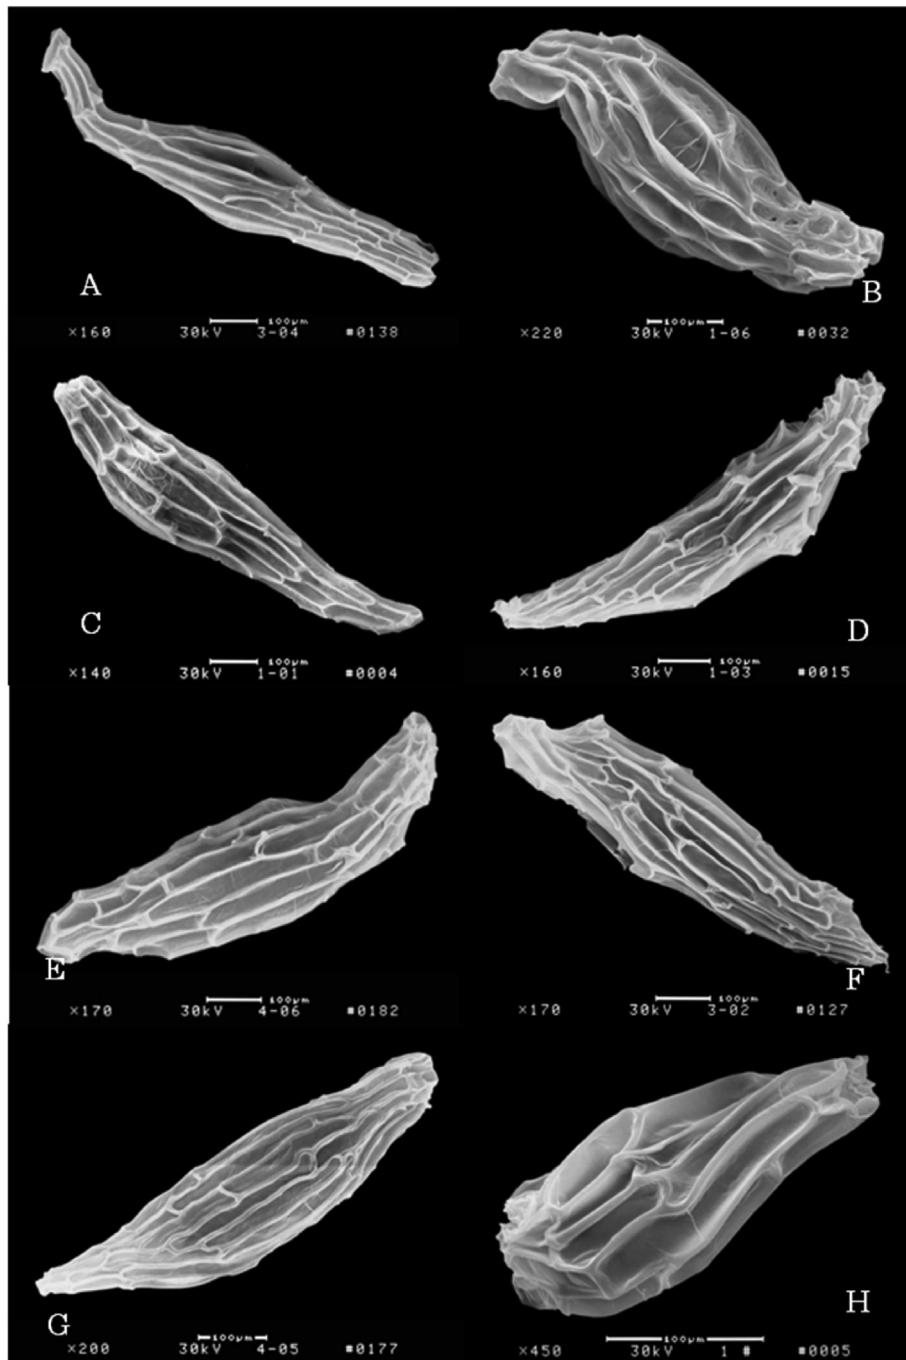 A
×160 30kV 100μm 3-04 #0138
B
×220 30kV 100μm 1-06 #0032
C
×140 30kV 100μm 1-01 #0004
D
×160 30kV 100μm 1-03 #0015
E
×170 30kV 100μm 4-06 #0182
F
×170 30kV 100μm 3-02 #0127
G
×200 30kV 100μm 4-05 #0177
H
×450 30kV 100μm 1 # #0005